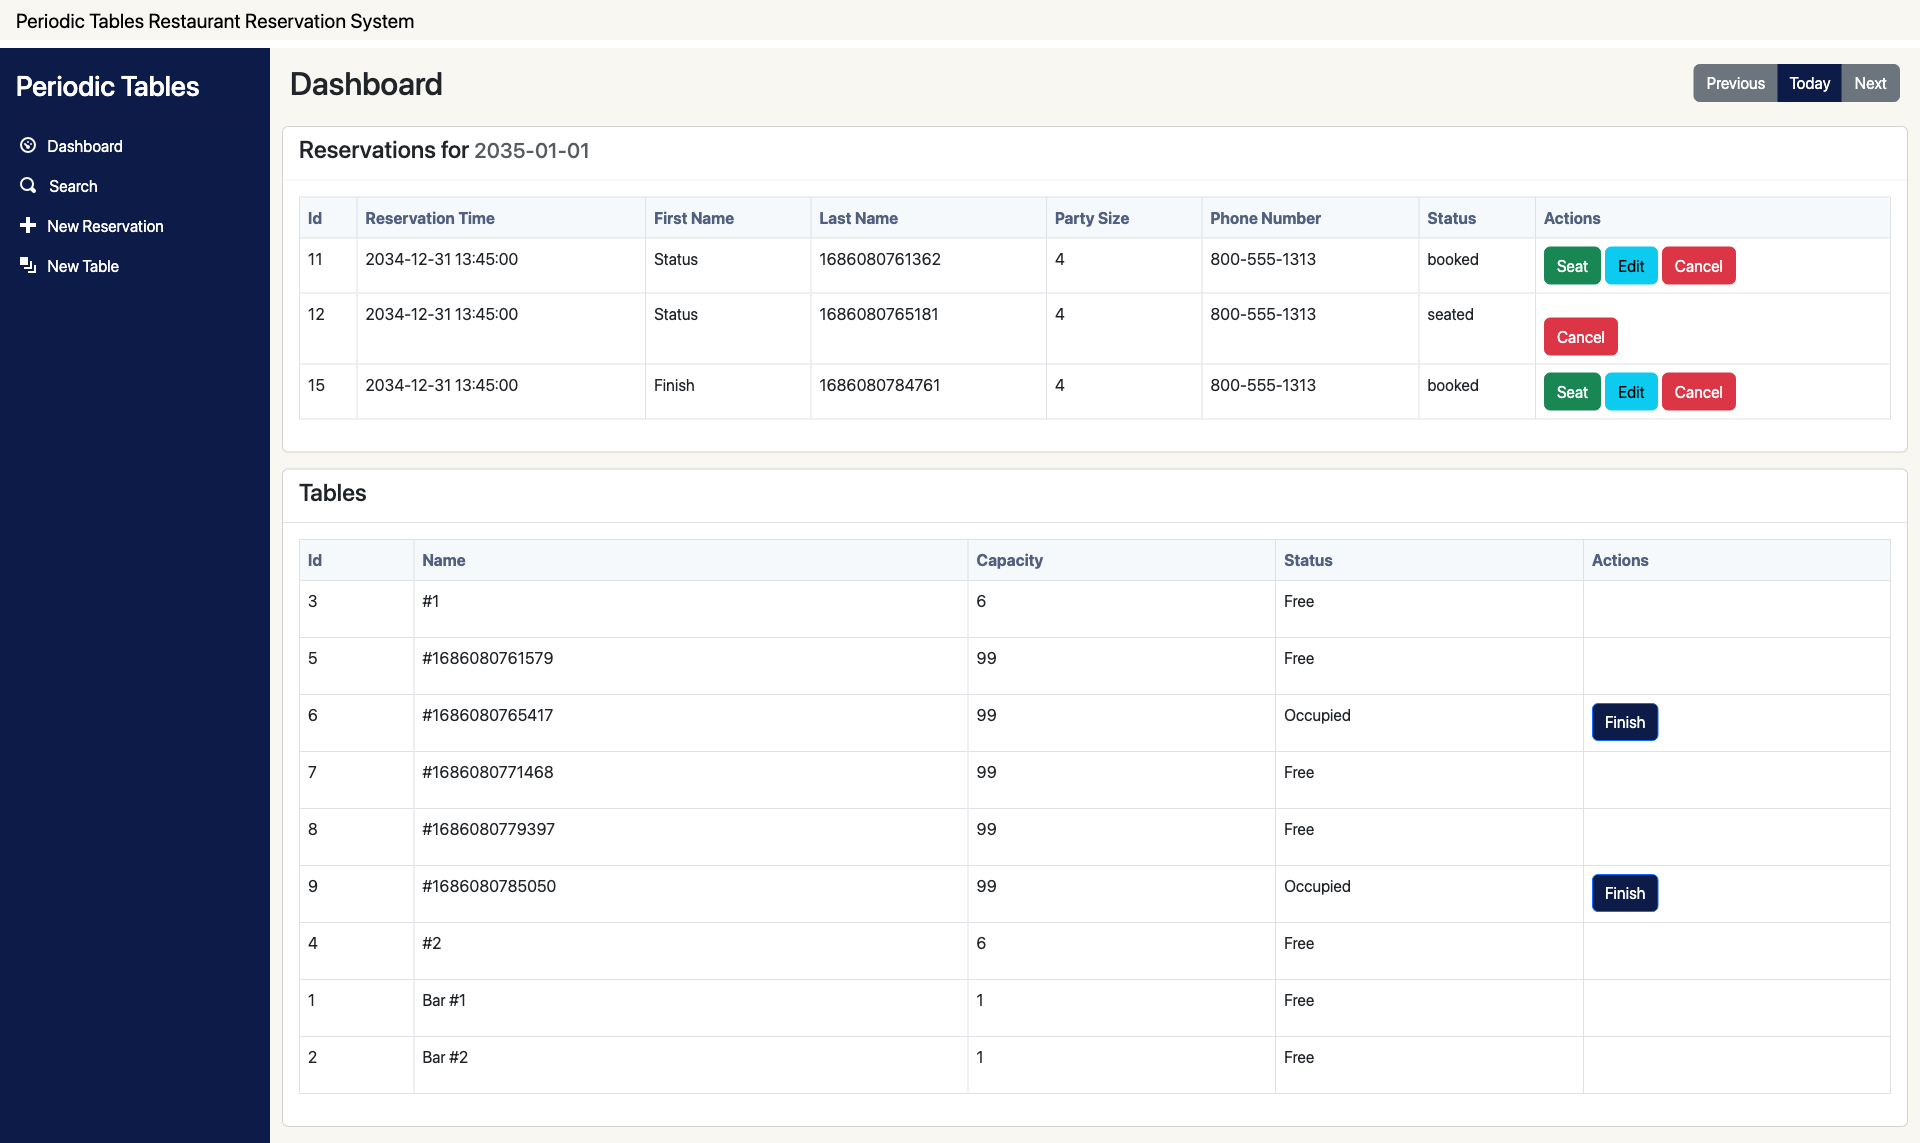 Periodic Tables Restaurant Reservation System
Periodic Tables
Dashboard
Search
New Reservation
New Table
Dashboard
Previous Today Next
Reservations for 2035-01-01
Id Reservation Time First Name Last Name Party Size Phone Number Status Actions
11 2034-12-31 13:45:00 Status 1686080761362 4 800-555-1313 booked Seat Edit Cancel
12 2034-12-31 13:45:00 Status 1686080765181 4 800-555-1313 seated Cancel
15 2034-12-31 13:45:00 Finish 1686080784761 4 800-555-1313 booked Seat Edit Cancel
Tables
Id Name Capacity Status Actions
3 #1 6 Free
5 #1686080761579 99 Free
6 #1686080765417 99 Occupied Finish
7 #1686080771468 99 Free
8 #1686080779397 99 Free
9 #1686080785050 99 Occupied Finish
4 #2 6 Free
1 Bar #1 1 Free
2 Bar #2 1 Free